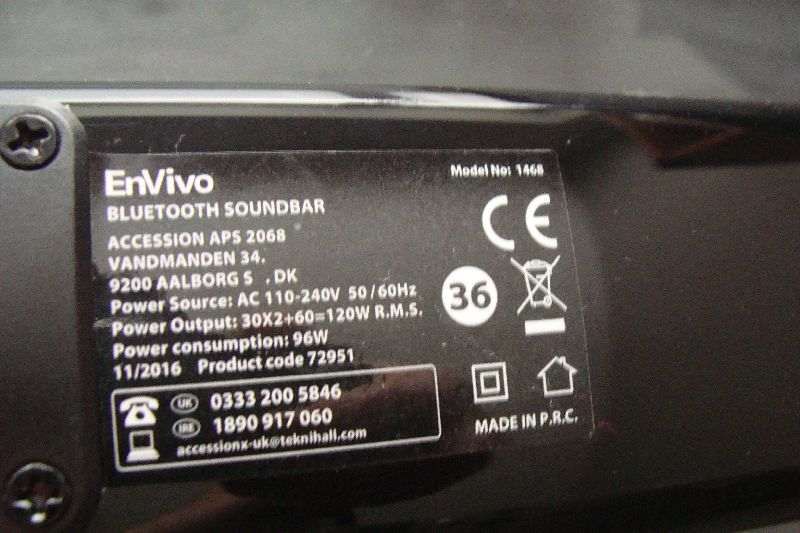 EnVivo
Model No: 1468
BLUETOOTH SOUNDBAR
ACCESSION APS 2068
VANDMANDEN 34.
9200 AALBORG S , DK
Power Source: AC 110-240V 50/60Hz
Power Output: 30X2+60=120W R.M.S.
Power consumption: 96W
11/2016 Product code 72951
CE
36
UK 0333 200 5846
IRE 1890 917 060
accessionx-uk@teknihall.com
MADE IN P.R.C.